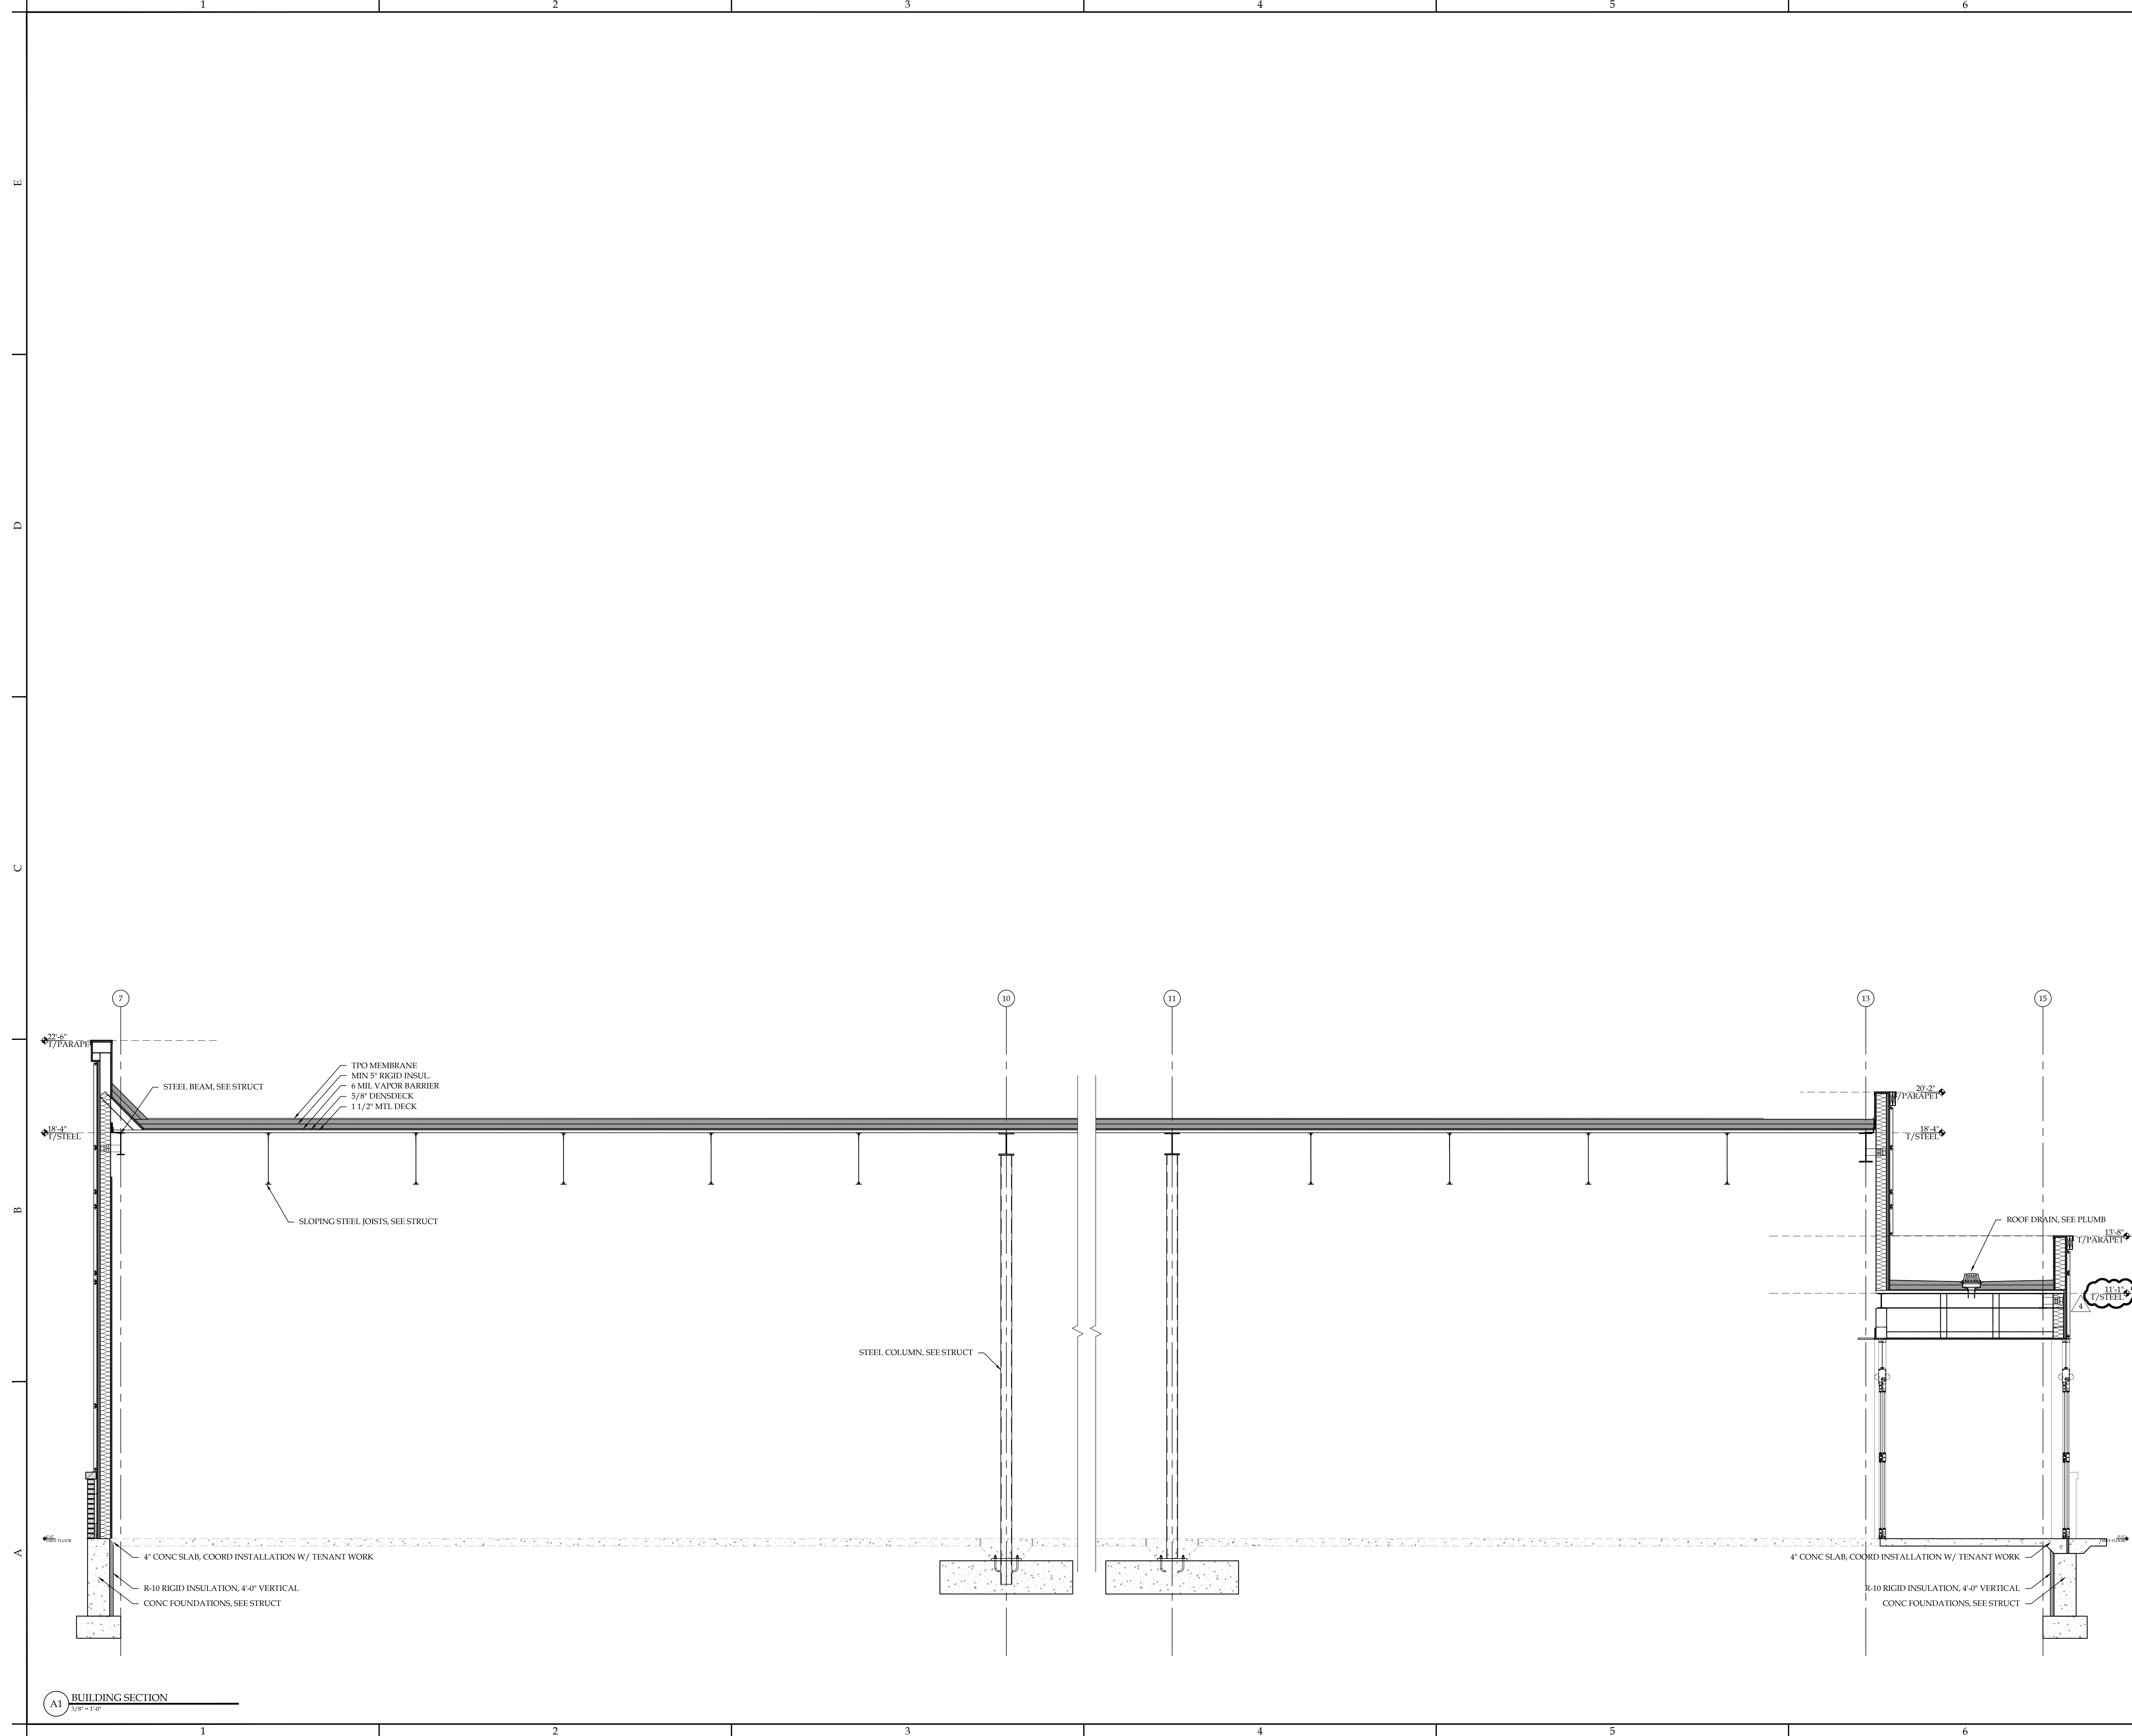 1
2
3
4
5
6
E
D
C
B
A
7
10
11
13
15
22'-6"
T/PARAPE
TPO MEMBRANE
MIN 5" RIGID INSUL.
6 MIL VAPOR BARRIER
5/8" DENSDECK
1 1/2" MTL DECK
STEEL BEAM, SEE STRUCT
20'-2"
/PARAPET
18'-4"
T/STEEL
18'-4"
T/STEEL
SLOPING STEEL JOISTS, SEE STRUCT
ROOF DRAIN, SEE PLUMB
13'-8"
T/PARAPET
11'-1"
T/STEEL
4
STEEL COLUMN, SEE STRUCT
FIRST FLOOR
4" CONC SLAB, COORD INSTALLATION W/ TENANT WORK
R-10 RIGID INSULATION, 4'-0" VERTICAL
CONC FOUNDATIONS, SEE STRUCT
4" CONC SLAB, COORD INSTALLATION W/ TENANT WORK
R-10 RIGID INSULATION, 4'-0" VERTICAL
CONC FOUNDATIONS, SEE STRUCT
A1
BUILDING SECTION
3/8" = 1'-0"
1
2
3
4
5
6